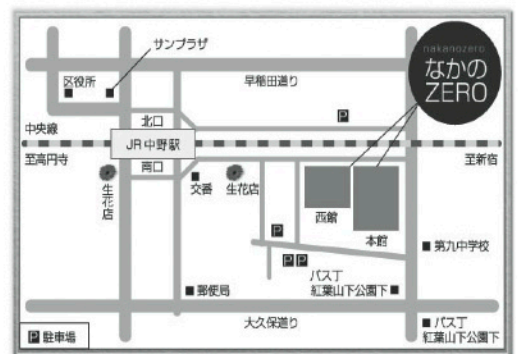 サンプラザ
nakanozero
なかの
ZERO
区役所
早稲田通り
P
北口
中央線
JR中野駅
至高円寺
至新宿
南口
生花店
交番
生花店
西館
本館
P
第九中学校
P P
バス丁
紅葉山下公園下
郵便局
大久保通り
P 駐車場
バス丁
紅葉山下公園下